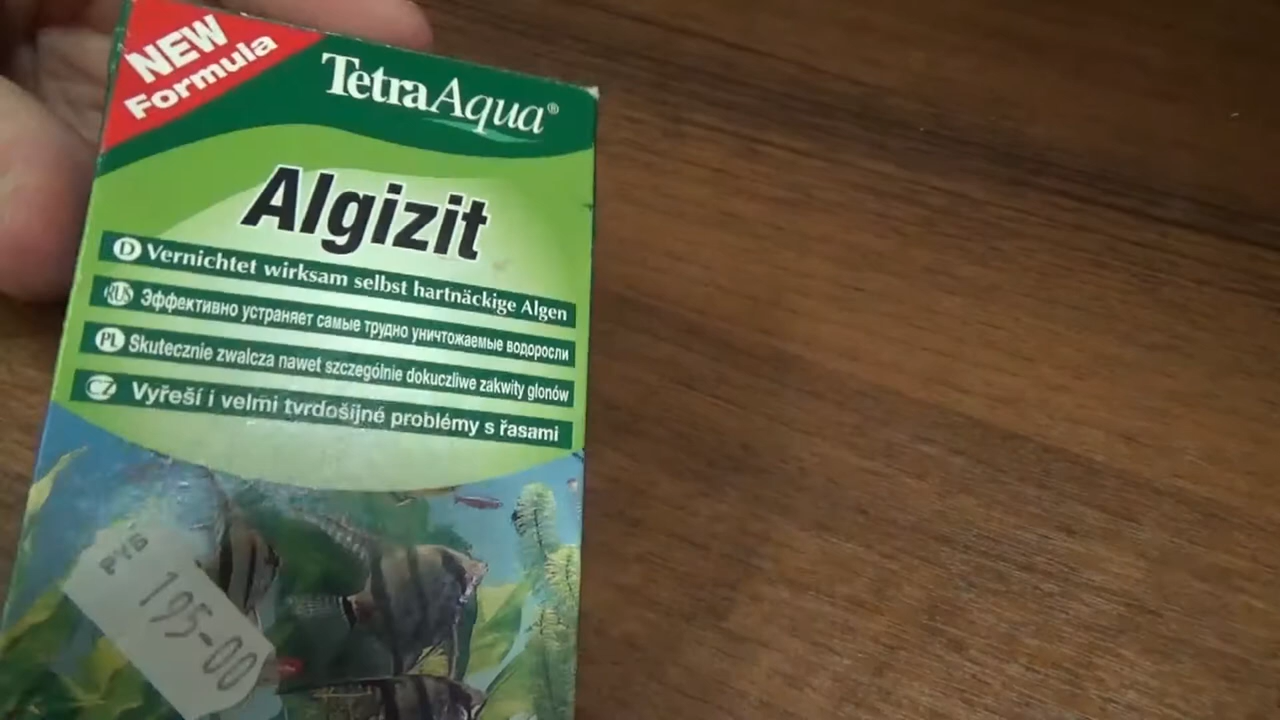 NEW
Formula
TetraAqua®
Algizit
D Vernichtet wirksam selbst hartnäckige Algen
RUS Эффективно устраняет самые трудно уничтожаемые водоросли
PL Skutecznie zwalcza nawet szczególnie dokuczliwe zakwity glonów
CZ Vyřeší i velmi tvrdošíjné problémy s řasami
РУБ
195-00